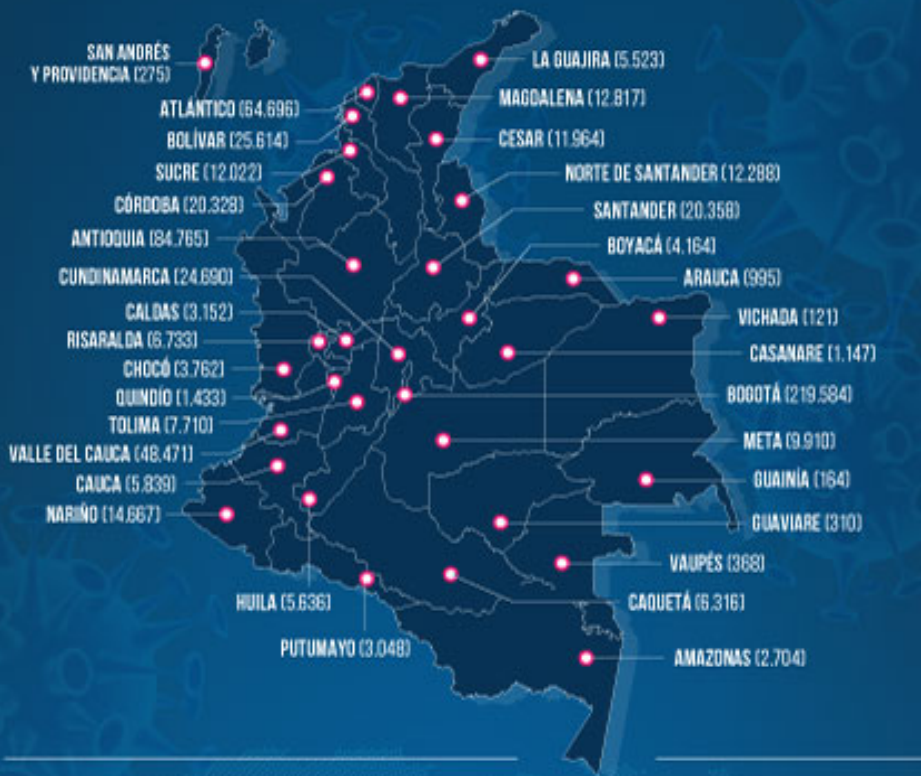 SAN ANDRÉS
Y PROVIDENCIA (275)
ATLÁNTICO (64.696)
BOLÍVAR (25.614)
SUCRE (12.022)
CÓRDOBA (20.328)
ANTIOQUIA (84.765)
CUNDINAMARCA (24.690)
CALDAS (3.152)
RISARALDA (6.733)
CHOCÓ (3.762)
QUINDÍO (1.433)
TOLIMA (7.710)
VALLE DEL CAUCA (48.471)
CAUCA (5.839)
NARIÑO (14.667)
HUILA (5.636)
PUTUMAYO (3.048)
LA GUAJIRA (5.523)
MAGDALENA (12.817)
CESAR (11.964)
NORTE DE SANTANDER (12.288)
SANTANDER (20.358)
BOYACÁ (4.164)
ARAUCA (995)
VICHADA (121)
CASANARE (1.147)
BOGOTÁ (219.584)
META (9.910)
GUAINÍA (164)
GUAVIARE (310)
VAUPÉS (368)
CAQUETÁ (6.316)
AMAZONAS (2.704)